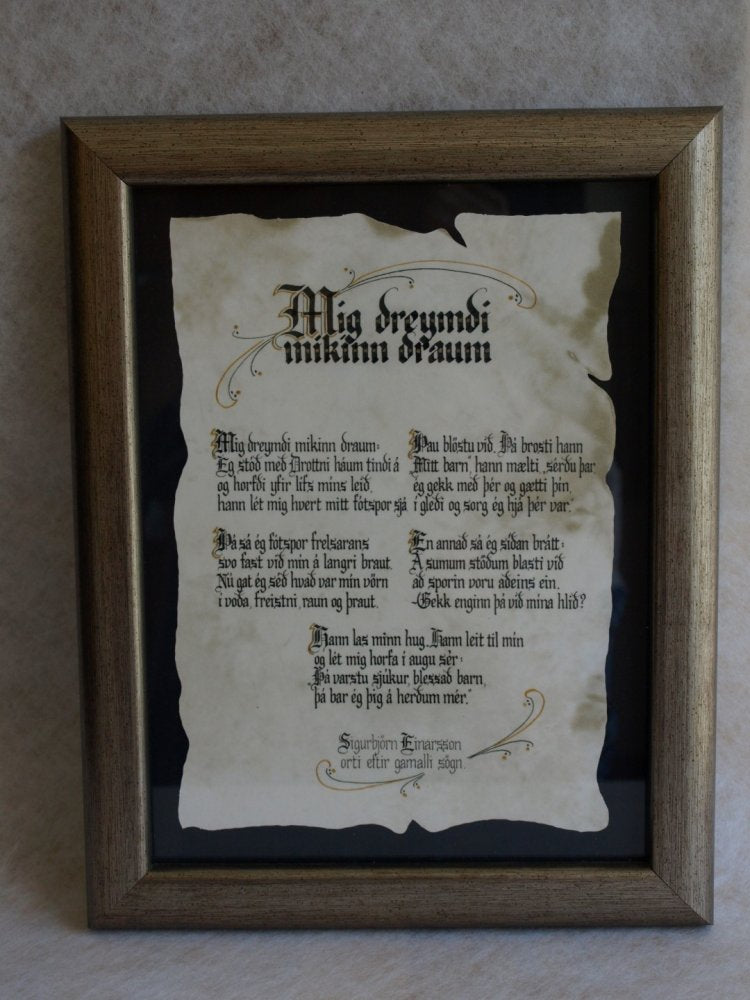 Mig dreymdi
mikinn draum
Mig dreymdi mikinn draum:
Ég stóð með Drottni háum tindi á
og horfði yfir lífs míns leið,
hann lét mig hvert mitt fótspor sjá
Þá sá ég fótspor frelsarans
svo fast við mín á langri braut.
Nú gat ég séð hvað var mín vörn
í voða, freistni, raun og þraut.
Þau blöstu við. Þá brosti hann
„Mitt barn," hann mælti, „sérðu þar,
ég gekk með þér og gætti þín,
í gleði og sorg ég hjá þér var."
En annað sá ég síðan brátt:
Á sumum stöðum blasti við
að sporin voru aðeins ein.
-Gekk enginn þá við mína hlið?
Hann las minn hug. Hann leit til mín
og lét mig horfa í augu sér:
„Þá varstu sjúkur, blessað barn,
þá bar ég þig á herðum mér."
Sigurbjörn Einarsson
orti eftir gamalli sögn.